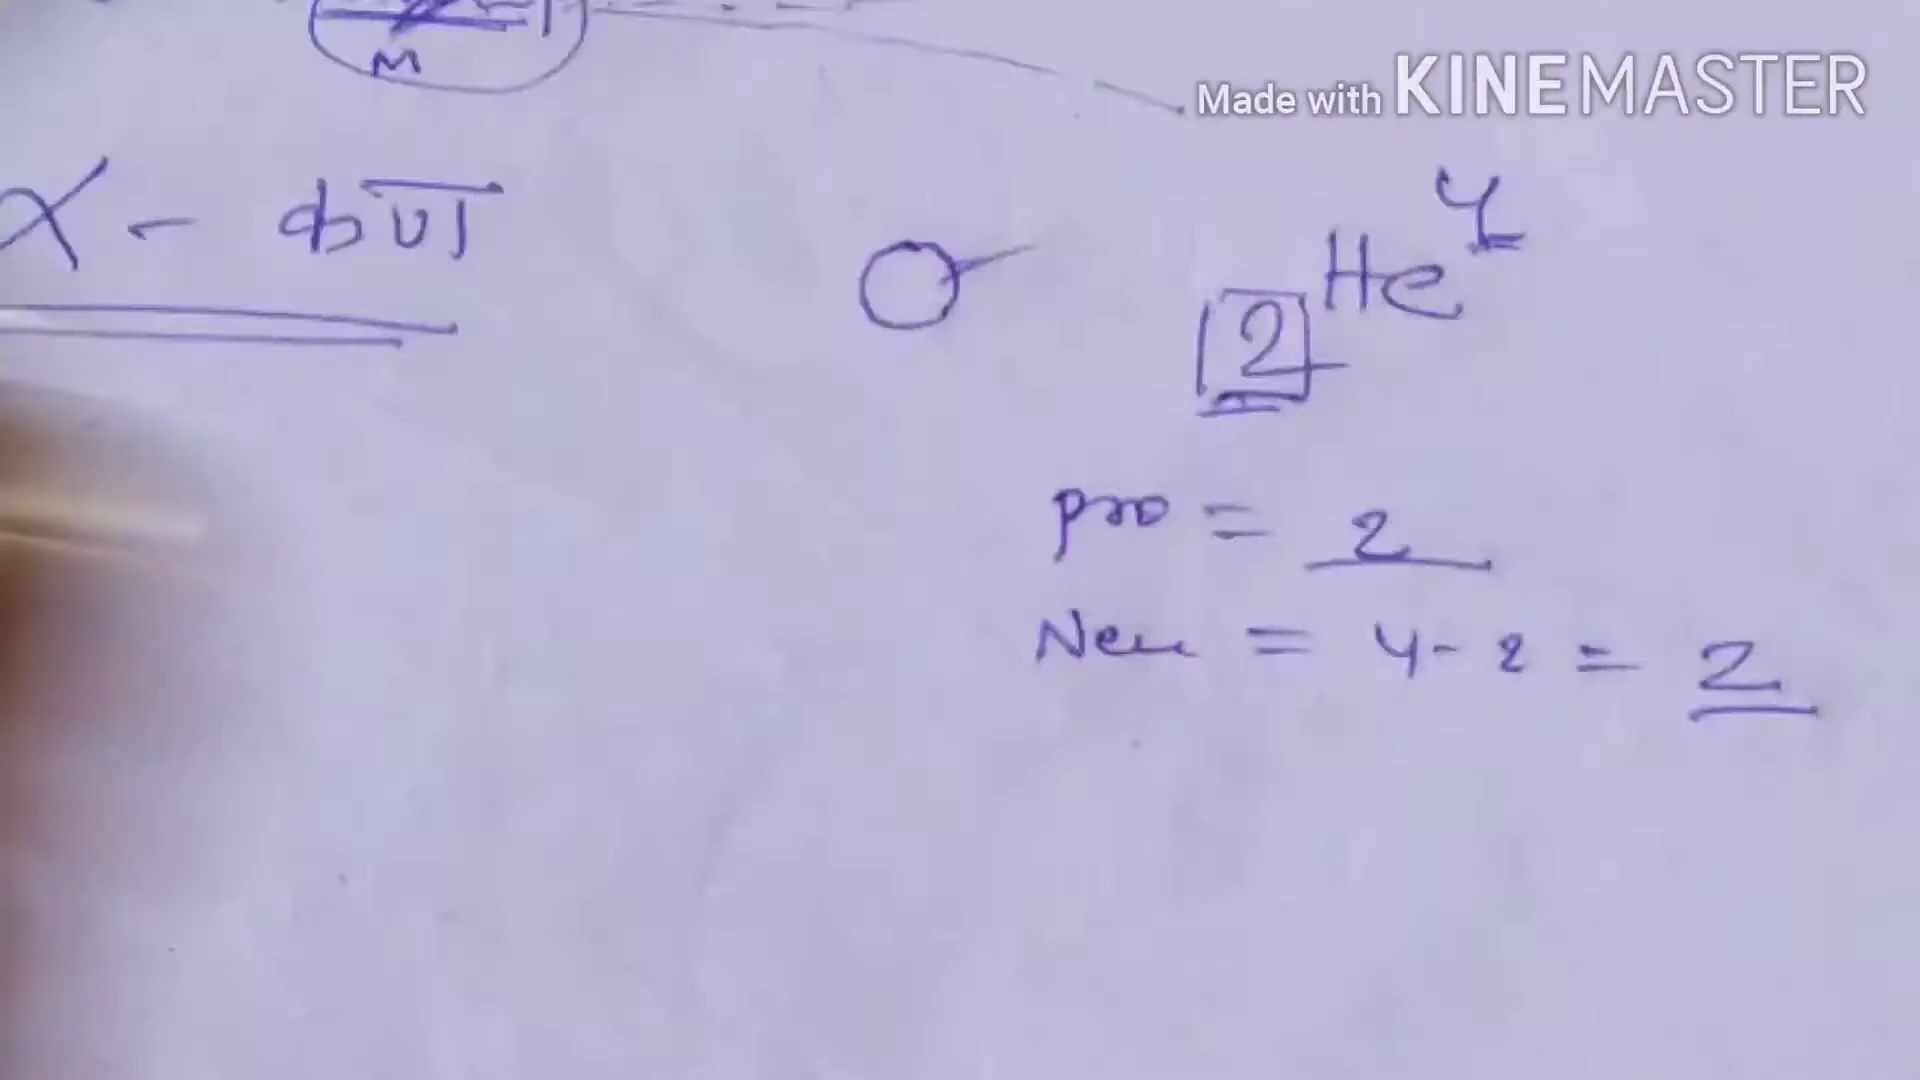 M
Made with KINEMASTER
α - कण
₂He⁴
pro = 2
Neu = 4 - 2 = 2